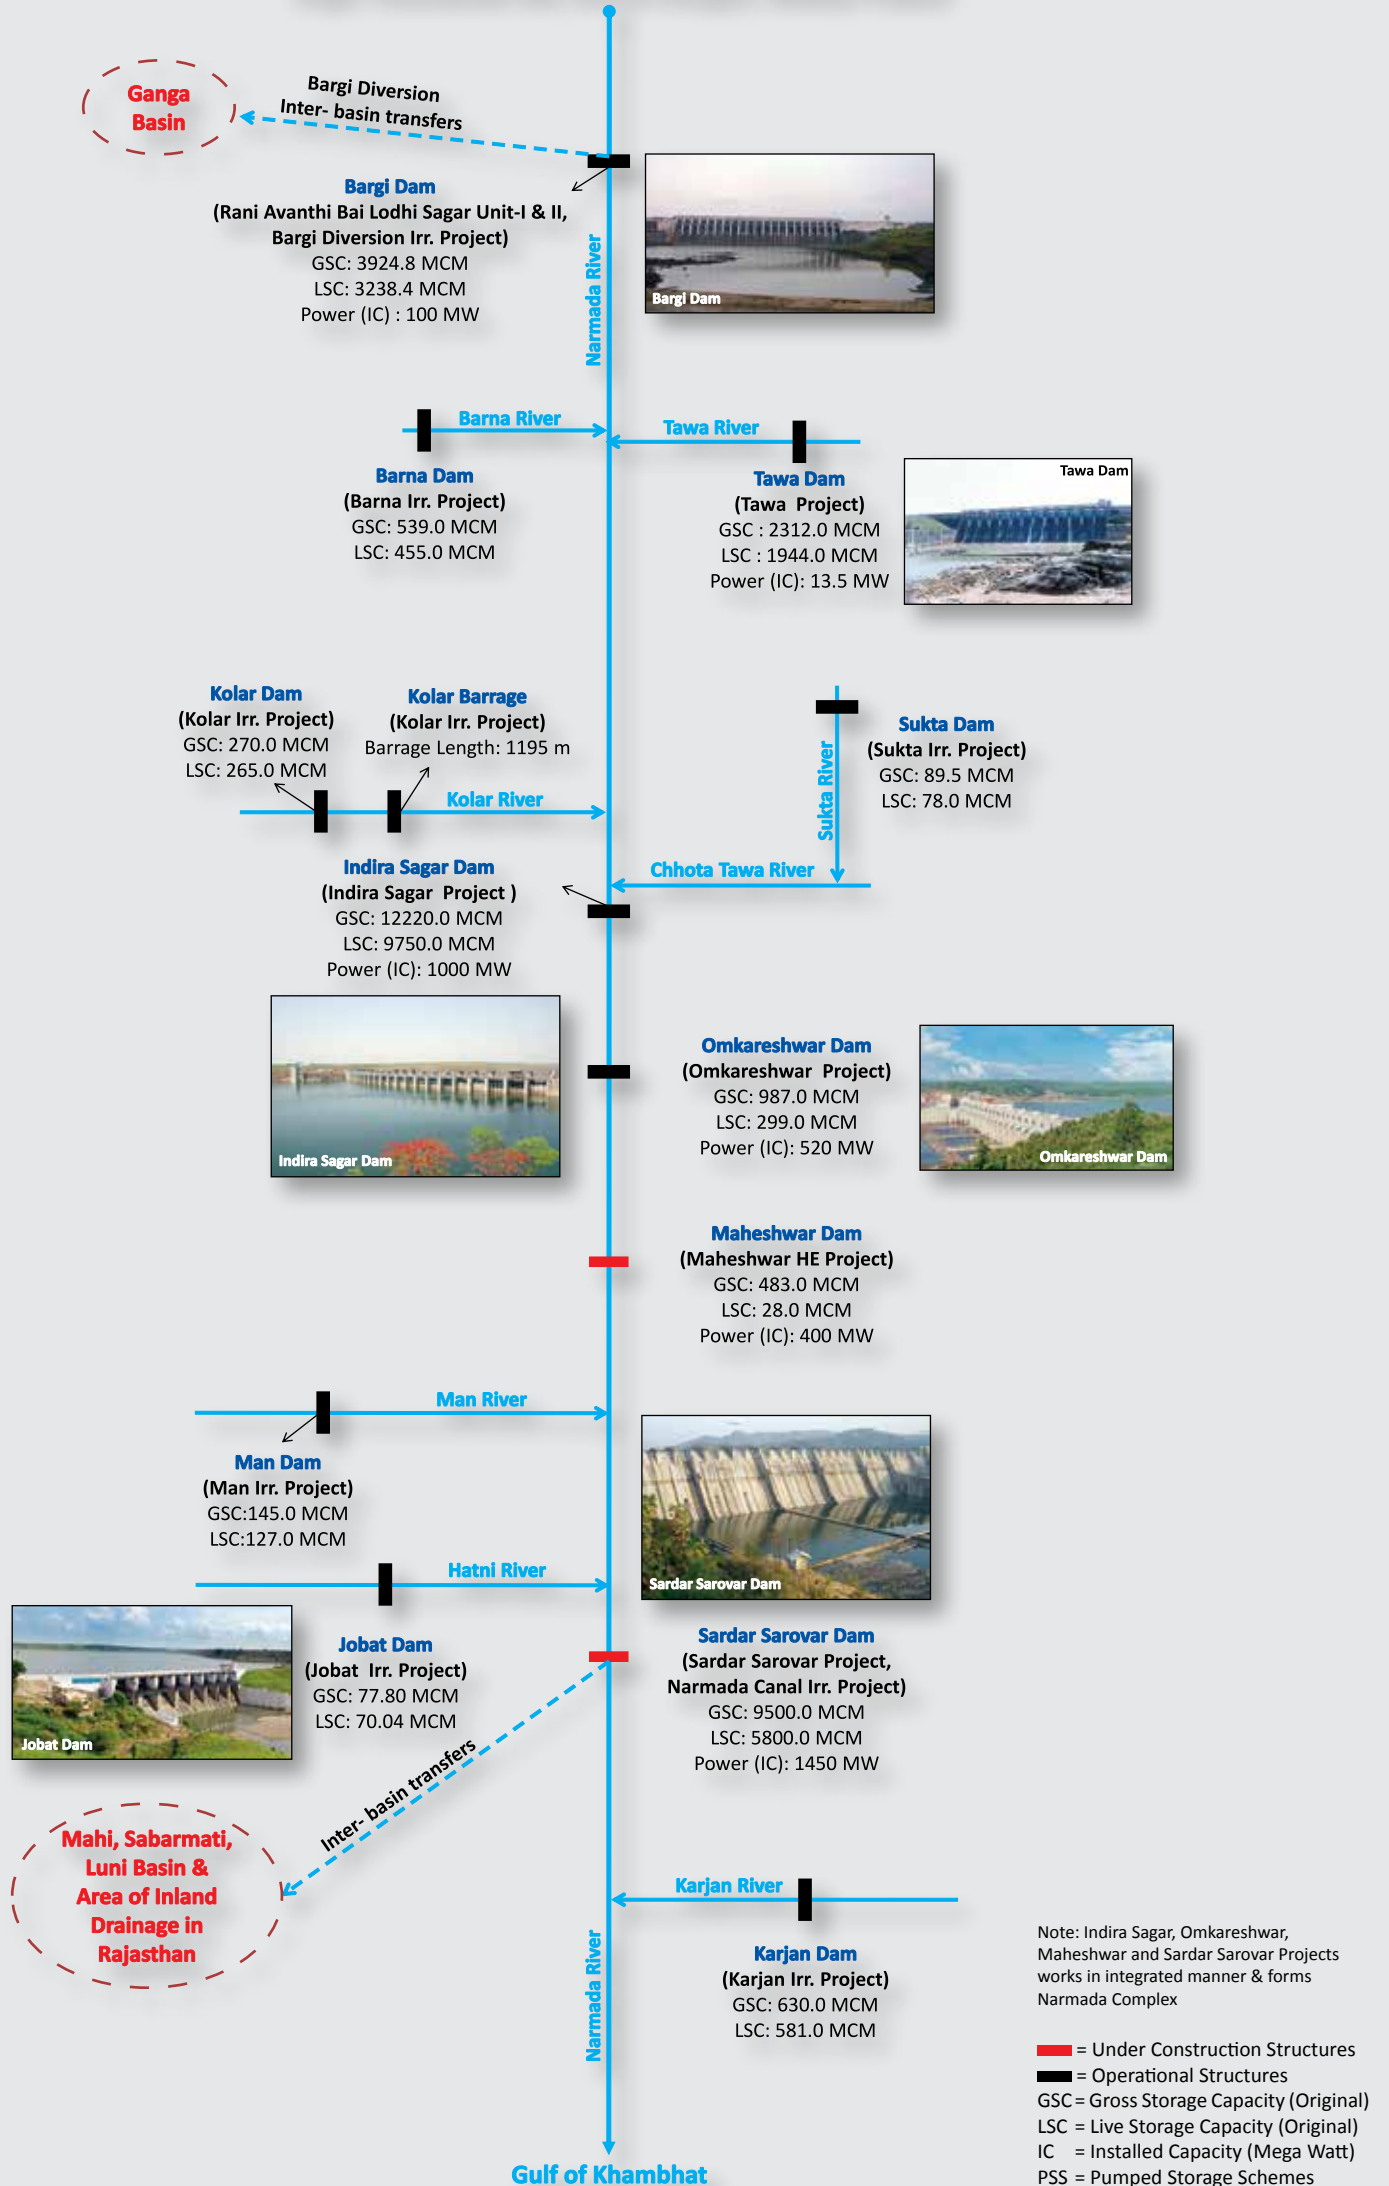 Ganga
Basin
Bargi Diversion
Inter- basin transfers
Bargi Dam
(Rani Avanthi Bai Lodhi Sagar Unit-I & II,
Bargi Diversion Irr. Project)
GSC: 3924.8 MCM
LSC: 3238.4 MCM
Power (IC) : 100 MW
Narmada River
Bargi Dam
Barna River
Tawa River
Barna Dam
(Barna Irr. Project)
GSC: 539.0 MCM
LSC: 455.0 MCM
Tawa Dam
(Tawa Project)
GSC : 2312.0 MCM
LSC : 1944.0 MCM
Power (IC): 13.5 MW
Tawa Dam
Kolar Dam
(Kolar Irr. Project)
GSC: 270.0 MCM
LSC: 265.0 MCM
Kolar Barrage
(Kolar Irr. Project)
Barrage Length: 1195 m
Kolar River
Sukta Dam
(Sukta Irr. Project)
GSC: 89.5 MCM
LSC: 78.0 MCM
Sukta River
Chhota Tawa River
Indira Sagar Dam
(Indira Sagar Project )
GSC: 12220.0 MCM
LSC: 9750.0 MCM
Power (IC): 1000 MW
Indira Sagar Dam
Omkareshwar Dam
(Omkareshwar Project)
GSC: 987.0 MCM
LSC: 299.0 MCM
Power (IC): 520 MW
Omkareshwar Dam
Maheshwar Dam
(Maheshwar HE Project)
GSC: 483.0 MCM
LSC: 28.0 MCM
Power (IC): 400 MW
Man River
Man Dam
(Man Irr. Project)
GSC:145.0 MCM
LSC:127.0 MCM
Sardar Sarovar Dam
Hatni River
Jobat Dam
Jobat Dam
(Jobat Irr. Project)
GSC: 77.80 MCM
LSC: 70.04 MCM
Sardar Sarovar Dam
(Sardar Sarovar Project,
Narmada Canal Irr. Project)
GSC: 9500.0 MCM
LSC: 5800.0 MCM
Power (IC): 1450 MW
Inter- basin transfers
Mahi, Sabarmati,
Luni Basin &
Area of Inland
Drainage in
Rajasthan
Karjan River
Karjan Dam
(Karjan Irr. Project)
GSC: 630.0 MCM
LSC: 581.0 MCM
Narmada River
Gulf of Khambhat
Note: Indira Sagar, Omkareshwar,
Maheshwar and Sardar Sarovar Projects
works in integrated manner & forms
Narmada Complex
= Under Construction Structures
= Operational Structures
GSC = Gross Storage Capacity (Original)
LSC = Live Storage Capacity (Original)
IC = Installed Capacity (Mega Watt)
PSS = Pumped Storage Schemes